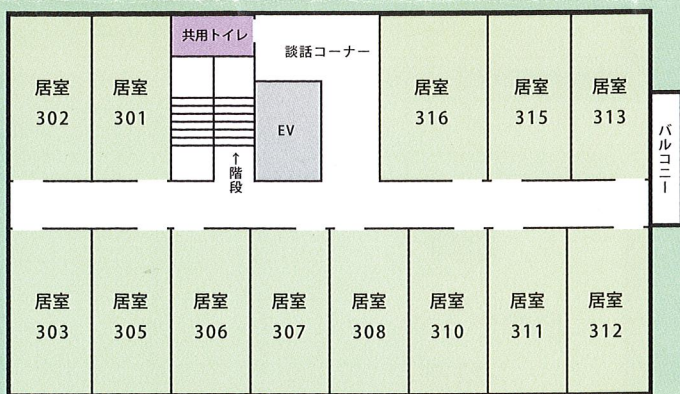 共用トイレ
談話コーナー
居室
302
居室
301
EV
居室
316
居室
315
居室
313
バルコニー
↑階段
居室
303
居室
305
居室
306
居室
307
居室
308
居室
310
居室
311
居室
312